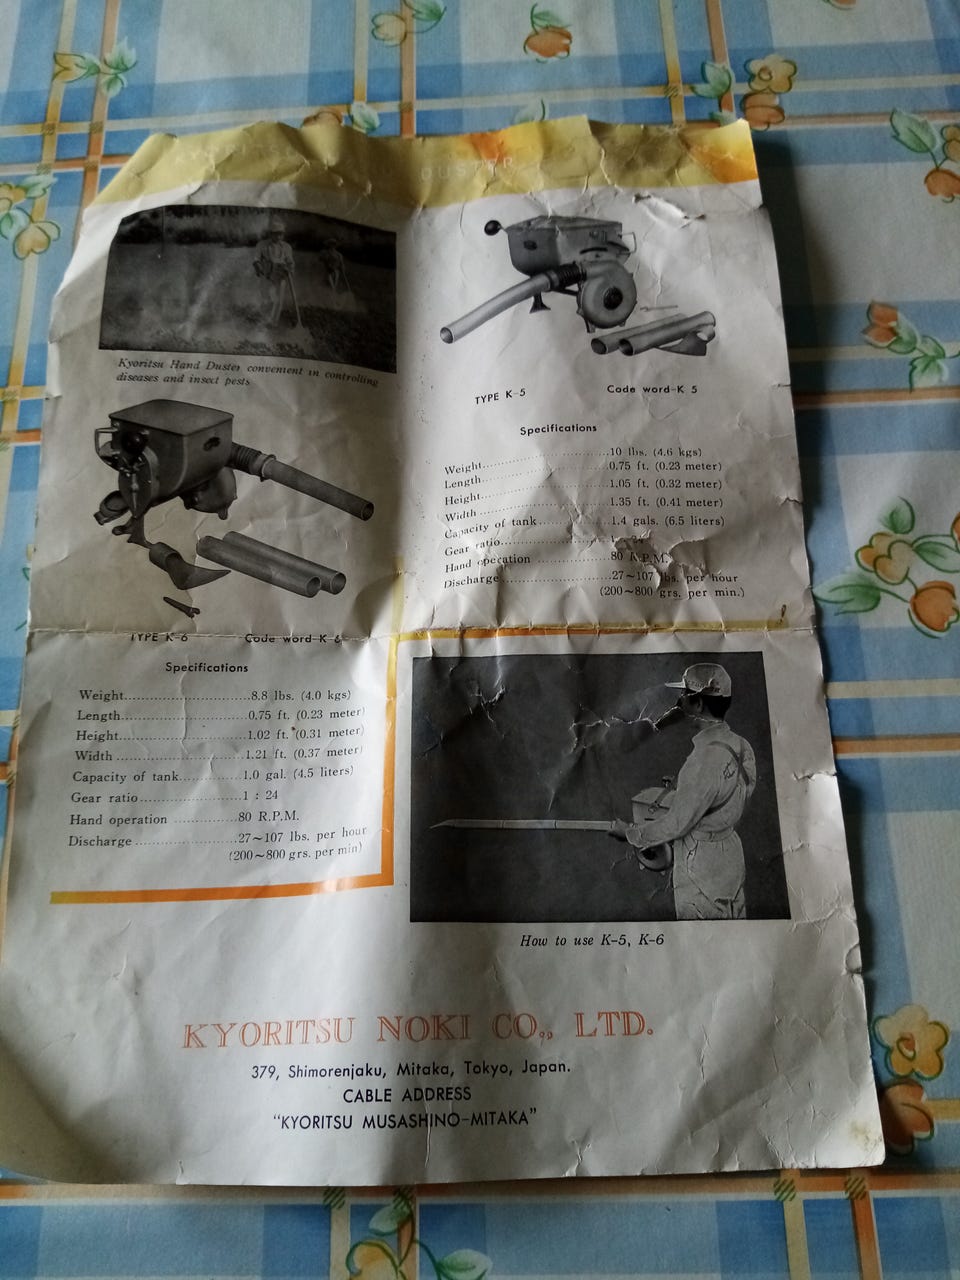 KYORITSU
DUSTER
Kyoritsu Hand Duster convenient in controlling
diseases and insect pests
TYPE K-5 Code word-K 5
Specifications
Weight..........................10 lbs. (4.6 kgs)
Length..........................0.75 ft. (0.23 meter)
Height..........................1.05 ft. (0.32 meter)
Width..........................1.35 ft. (0.41 meter)
Capacity of tank..............1.4 gals. (6.5 liters)
Gear ratio......................1
Hand operation ..............80 R.P.M.
Discharge......................27~107 lbs. per hour
(200~800 grs. per min.)
TYPE K-6 Code word-K 6
Specifications
Weight..........................8.8 lbs. (4.0 kgs)
Length..........................0.75 ft. (0.23 meter)
Height..........................1.02 ft. (0.31 meter)
Width ..........................1.21 ft. (0.37 meter)
Capacity of tank.............1.0 gal. (4.5 liters)
Gear ratio.....................1 : 24
Hand operation .............80 R.P.M.
Discharge .....................27~107 lbs. per hour
(200~800 grs. per min)
How to use K-5, K-6
KYORITSU NOKI CO., LTD.
379, Shimorenjaku, Mitaka, Tokyo, Japan.
CABLE ADDRESS
"KYORITSU MUSASHINO-MITAKA"